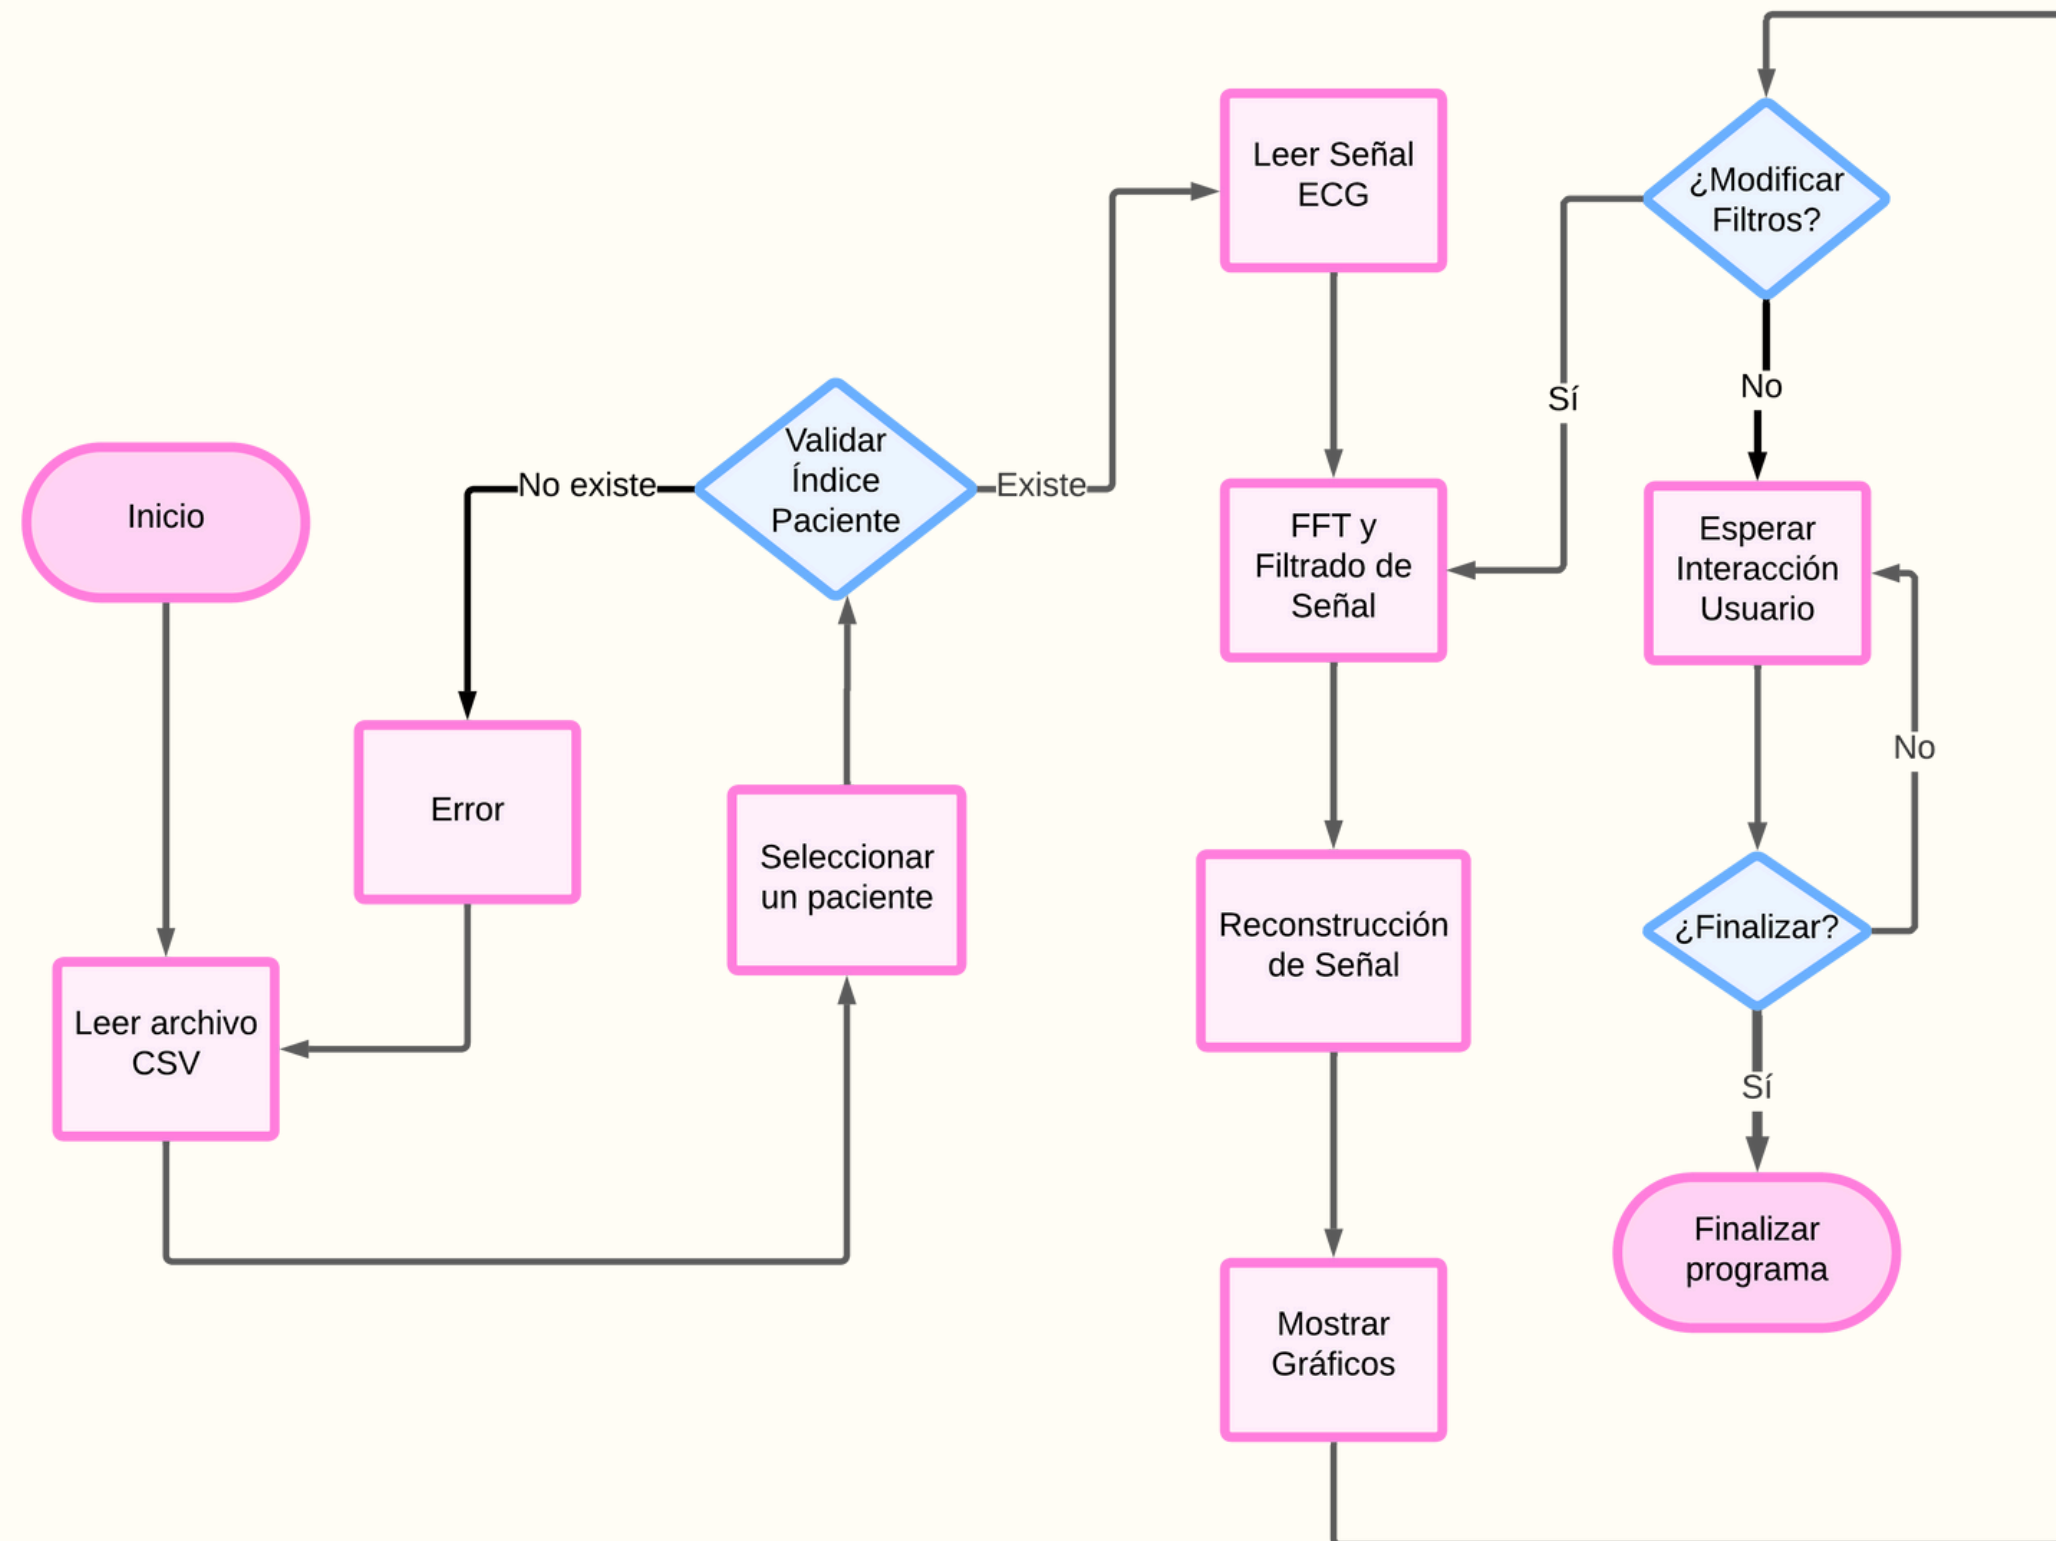 Inicio
Leer archivo
CSV
Error
No existe
Validar
Índice
Paciente
Existe
Seleccionar
un paciente
Leer Señal
ECG
FFT y
Filtrado de
Señal
Reconstrucción
de Señal
Mostrar
Gráficos
¿Modificar
Filtros?
Sí
No
Esperar
Interacción
Usuario
No
¿Finalizar?
Sí
Finalizar
programa